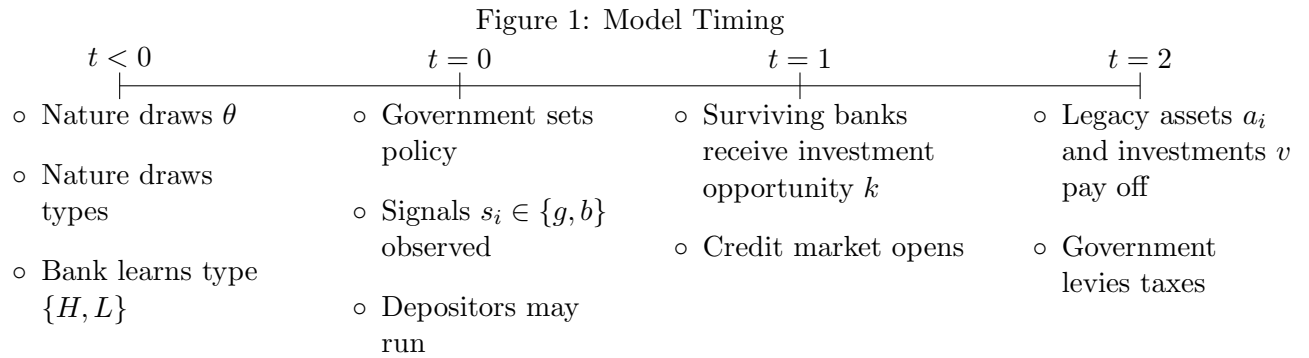 Figure 1: Model Timing
t < 0
t = 0
t = 1
t = 2
◦ Nature draws θ
◦ Nature draws
types
◦ Bank learns type
{H, L}
◦ Government sets
policy
◦ Signals s_i ∈ {g, b}
observed
◦ Depositors may
run
◦ Surviving banks
receive investment
opportunity k
◦ Credit market opens
◦ Legacy assets a_i
and investments v
pay off
◦ Government
levies taxes